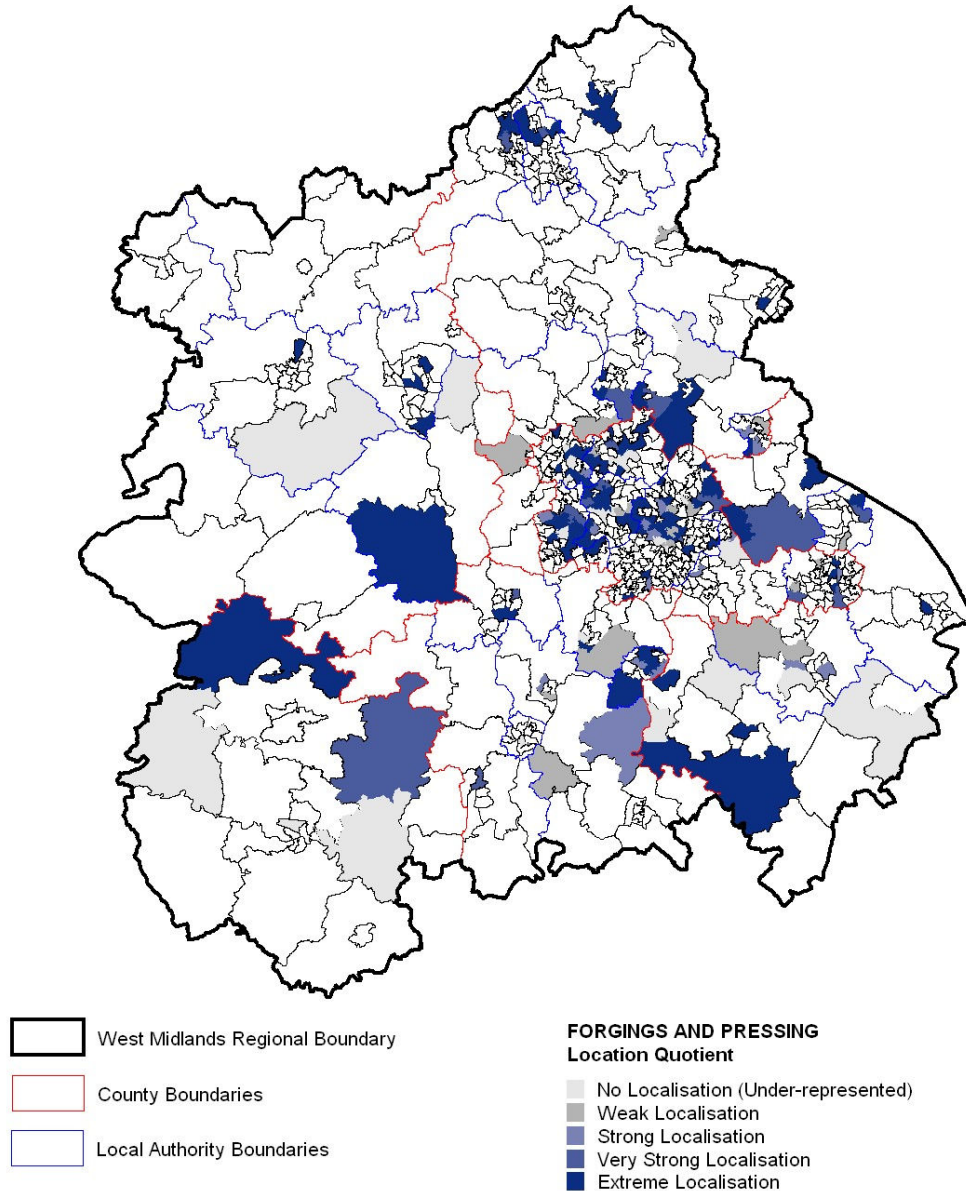 West Midlands Regional Boundary
County Boundaries
Local Authority Boundaries
FORGINGS AND PRESSING
Location Quotient
No Localisation (Under-represented)
Weak Localisation
Strong Localisation
Very Strong Localisation
Extreme Localisation